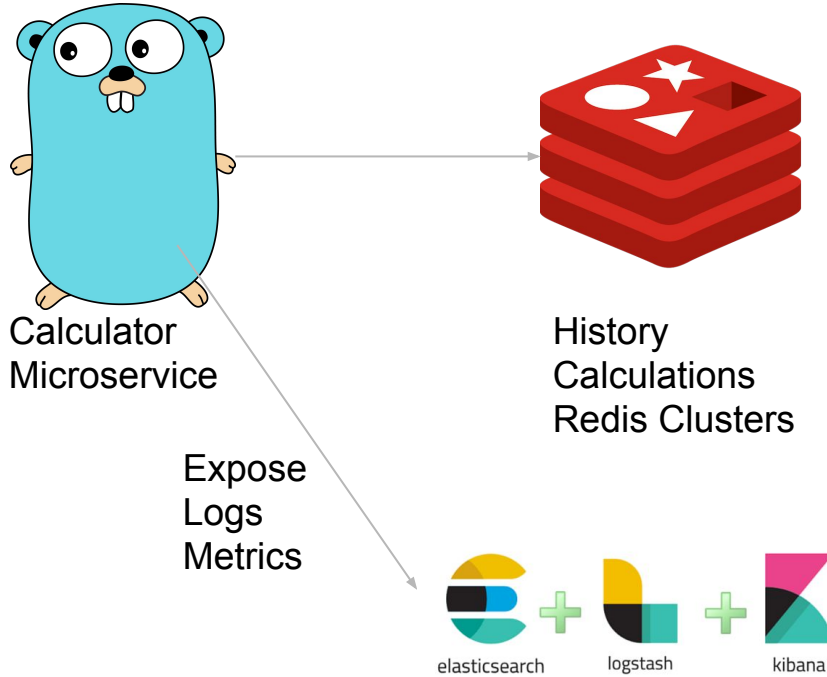 Calculator
Microservice
History
Calculations
Redis Clusters
Expose
Logs
Metrics
elasticsearch
logstash
kibana